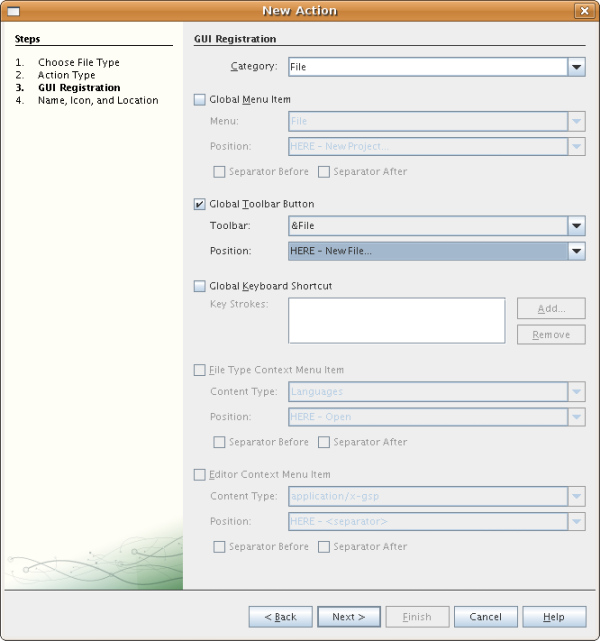 New Action
Steps
1. Choose File Type
2. Action Type
3. GUI Registration
4. Name, Icon, and Location
GUI Registration
Category: File
Global Menu Item
Menu: File
Position: HERE - New Project...
Separator Before Separator After
Global Toolbar Button
Toolbar: &File
Position: HERE - New File...
Global Keyboard Shortcut
Key Strokes: Add...
Remove
File Type Context Menu Item
Content Type: Languages
Position: HERE - Open
Separator Before Separator After
Editor Context Menu Item
Content Type: application/x-gsp
Position: HERE - <separator>
Separator Before Separator After
< Back Next > Finish Cancel Help